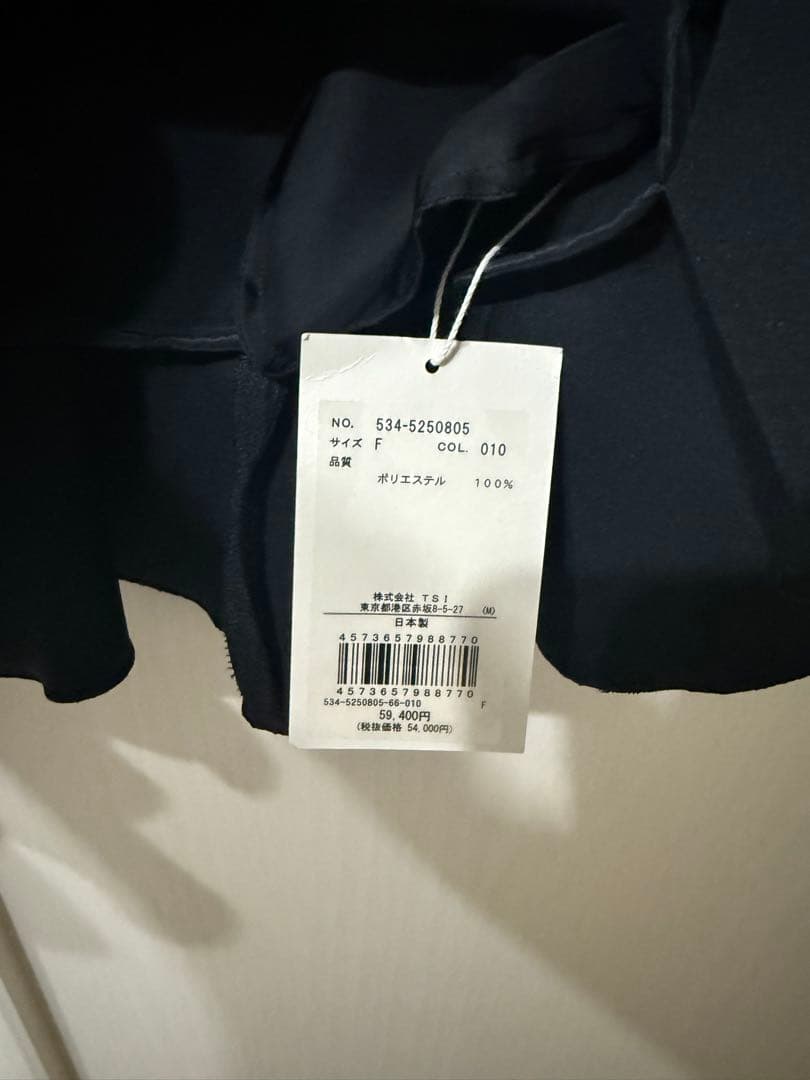 NO. 534-5250805
サイズ F COL. 010
品質
ポリエステル 100%
株式会社 TSI
東京都港区赤坂8-5-27 (M)
日本製
4573657988770
4573657988770
534-5250805-66-010 F
59,400円
(税抜価格 54,000円)